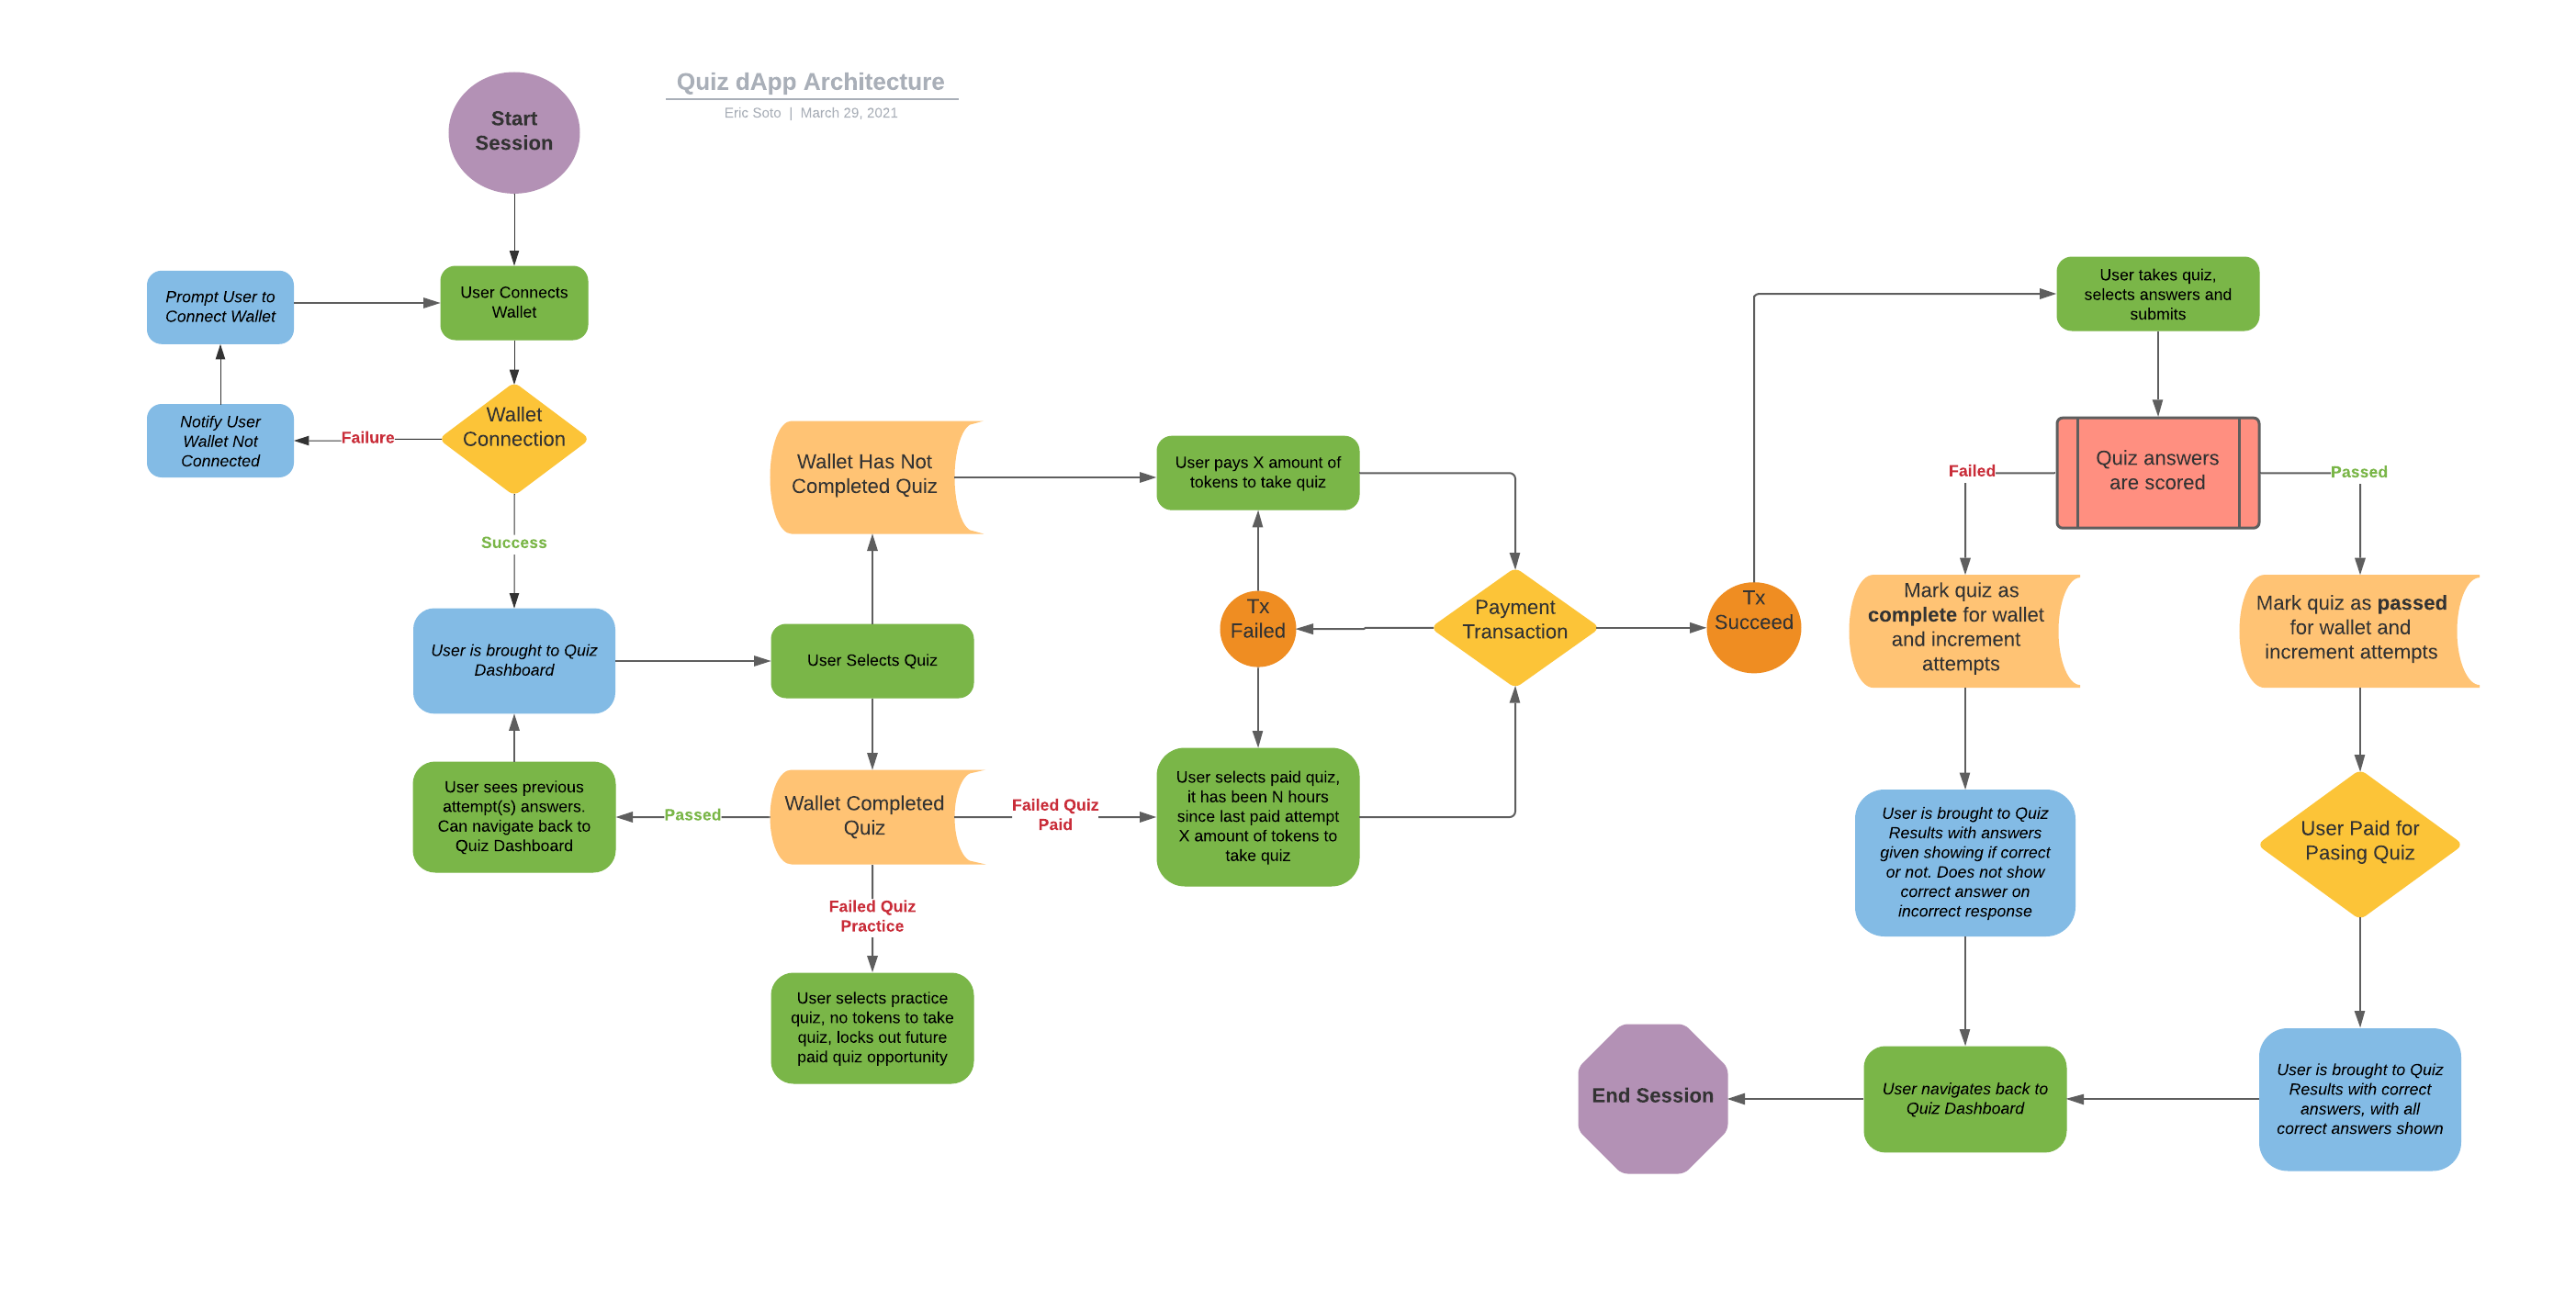 Quiz dApp Architecture
Eric Soto | March 29, 2021
Start
Session
Prompt User to
Connect Wallet
User Connects
Wallet
Notify User
Wallet Not
Connected
Failure
Wallet
Connection
Success
User is brought to Quiz
Dashboard
User Selects Quiz
Wallet Has Not
Completed Quiz
User sees previous
attempt(s) answers.
Can navigate back to
Quiz Dashboard
Passed
Wallet Completed
Quiz
Failed Quiz
Paid
Failed Quiz
Practice
User selects practice
quiz, no tokens to take
quiz, locks out future
paid quiz opportunity
User pays X amount of
tokens to take quiz
Tx
Failed
User selects paid quiz,
it has been N hours
since last paid attempt
X amount of tokens to
take quiz
Payment
Transaction
Tx
Succeed
User takes quiz,
selects answers and
submits
Quiz answers
are scored
Failed
Passed
Mark quiz as
complete for wallet
and increment
attempts
Mark quiz as passed
for wallet and
increment attempts
User is brought to Quiz
Results with answers
given showing if correct
or not. Does not show
correct answer on
incorrect response
User Paid for
Pasing Quiz
User is brought to Quiz
Results with correct
answers, with all
correct answers shown
User navigates back to
Quiz Dashboard
End Session